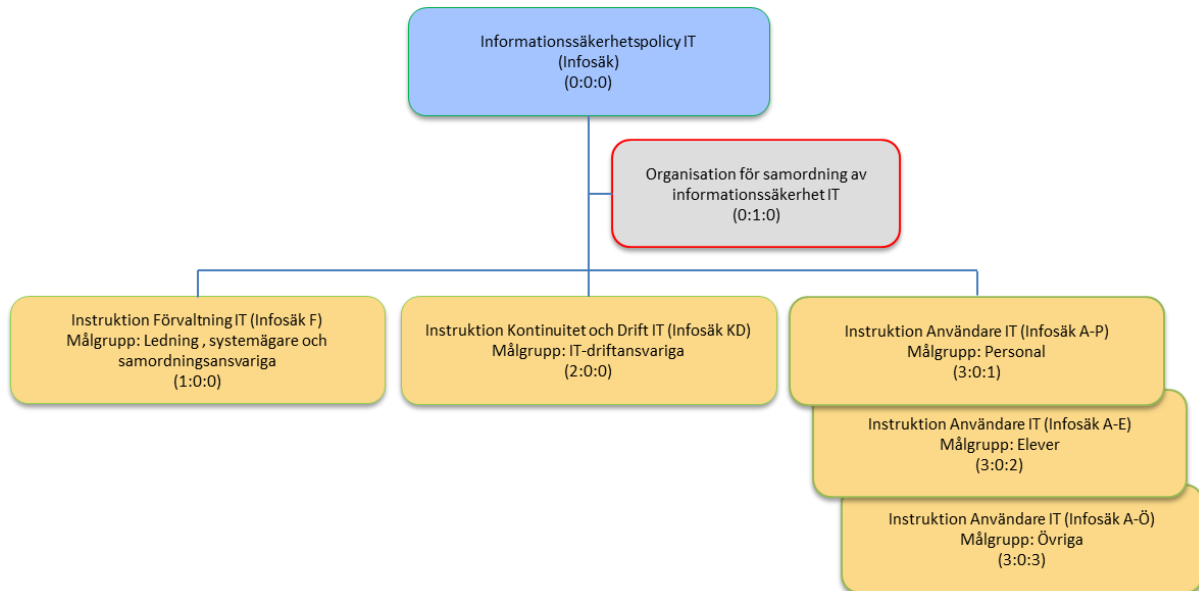 Informationssäkerhetspolicy IT
(Infosäk)
(0:0:0)
Organisation för samordning av
informationssäkerhet IT
(0:1:0)
Instruktion Förvaltning IT (Infosäk F)
Målgrupp: Ledning , systemägare och
samordningsansvariga
(1:0:0)
Instruktion Kontinuitet och Drift IT (Infosäk KD)
Målgrupp: IT-driftansvariga
(2:0:0)
Instruktion Användare IT (Infosäk A-P)
Målgrupp: Personal
(3:0:1)
Instruktion Användare IT (Infosäk A-E)
Målgrupp: Elever
(3:0:2)
Instruktion Användare IT (Infosäk A-Ö)
Målgrupp: Övriga
(3:0:3)